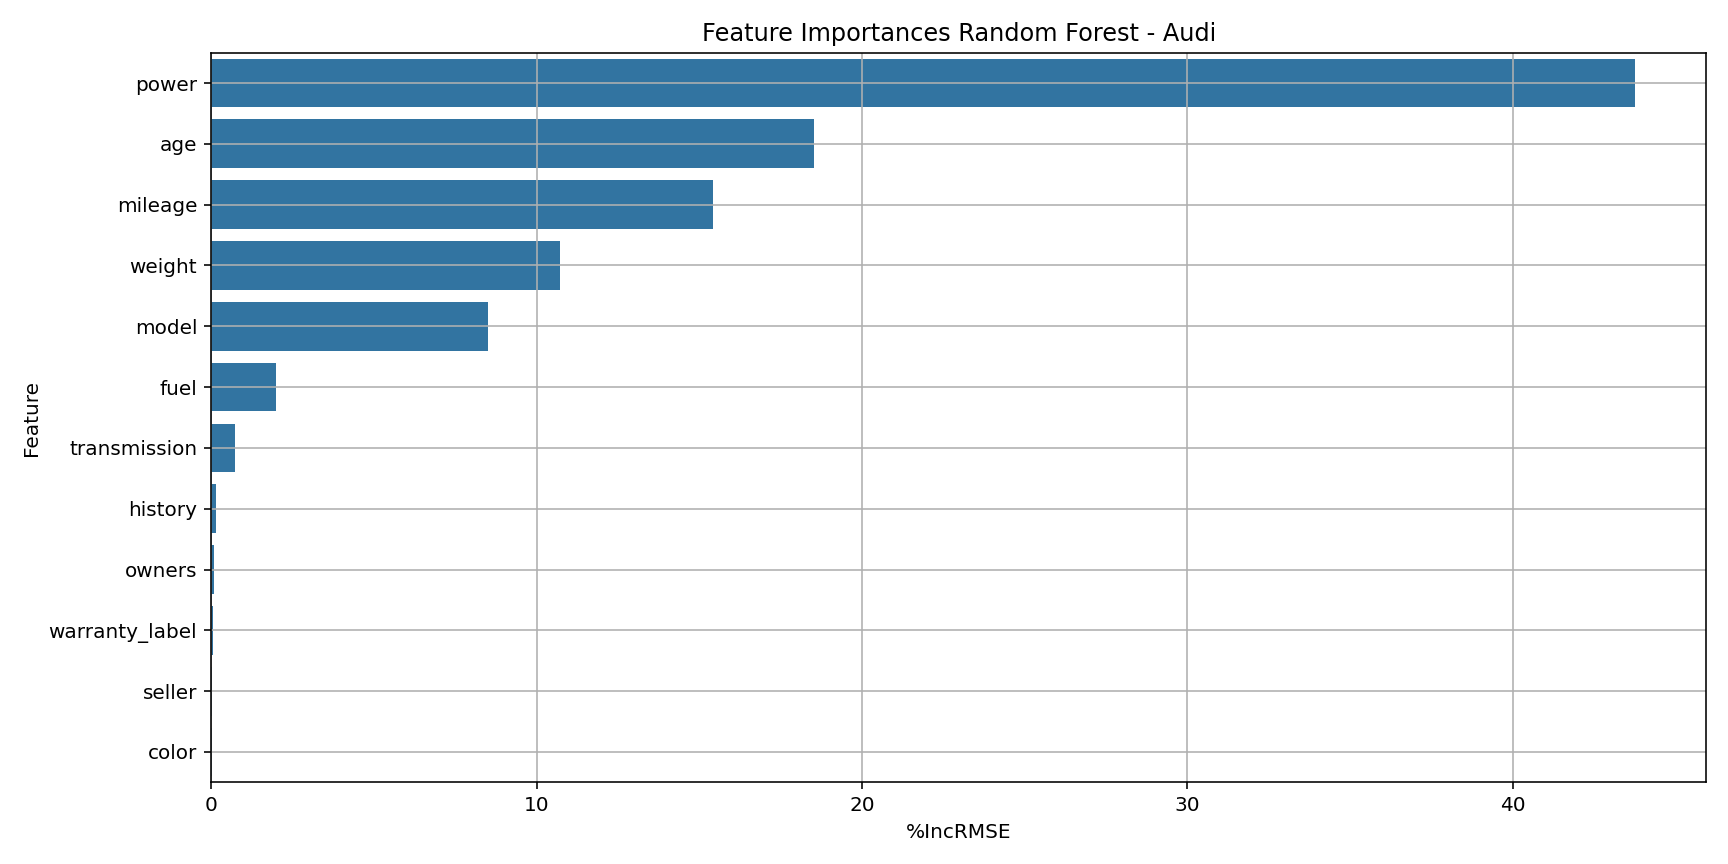 Feature Importances Random Forest - Audi
power
age
mileage
weight
model
fuel
transmission
history
owners
warranty_label
seller
color
Feature
0 10 20 30 40
%IncRMSE